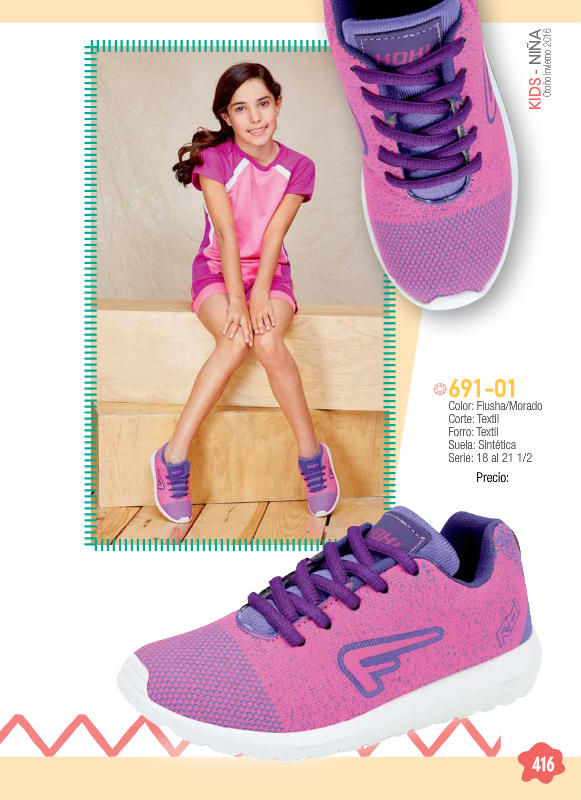 KIDS - NIÑA
Otoño Invierno 2016
691-01
Color: Fiusha/Morado
Corte: Textil
Forro: Textil
Suela: Sintética
Serie: 18 al 21 1/2
Precio:
416